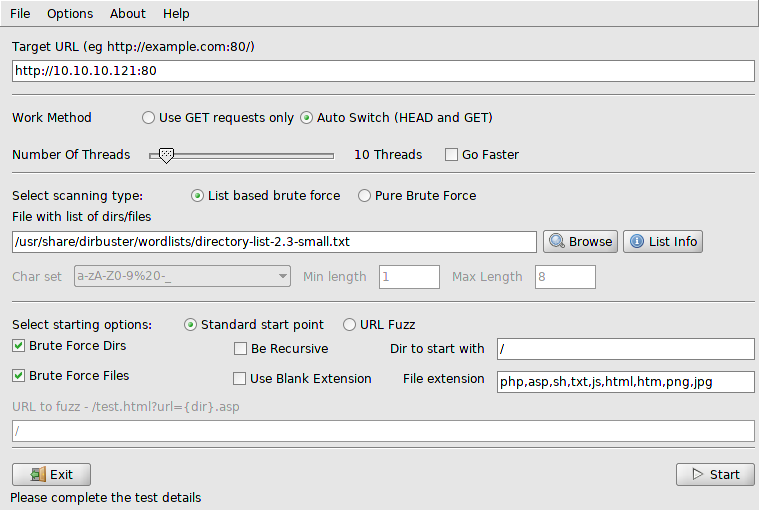 File Options About Help
Target URL (eg http://example.com:80/)
http://10.10.10.121:80
Work Method Use GET requests only Auto Switch (HEAD and GET)
Number Of Threads 10 Threads Go Faster
Select scanning type: List based brute force Pure Brute Force
File with list of dirs/files
/usr/share/dirbuster/wordlists/directory-list-2.3-small.txt Browse List Info
Char set a-zA-Z0-9%20-_ Min length 1 Max Length 8
Select starting options: Standard start point URL Fuzz
Brute Force Dirs Be Recursive Dir to start with /
Brute Force Files Use Blank Extension File extension php,asp,sh,txt,js,html,htm,png,jpg
URL to fuzz - /test.html?url={dir}.asp
/
Exit Start
Please complete the test details